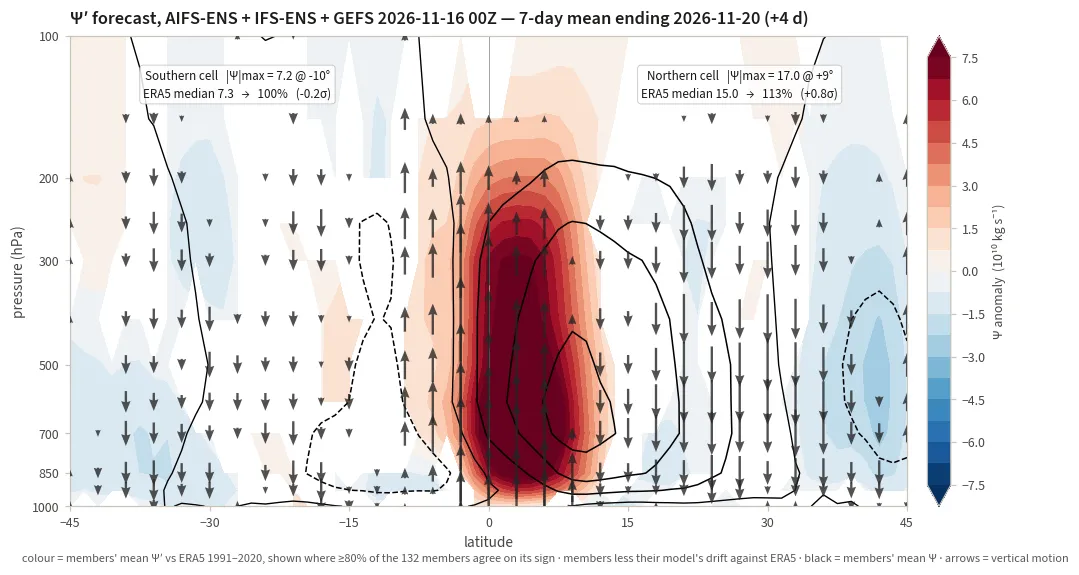 Ψ′ forecast, AIFS-ENS + IFS-ENS + GEFS 2026-11-16 00Z — 7-day mean ending 2026-11-20 (+4 d)
Southern cell |Ψ|max = 7.2 @ -10°
ERA5 median 7.3 → 100% (-0.2σ)
Northern cell |Ψ|max = 17.0 @ +9°
ERA5 median 15.0 → 113% (+0.8σ)
pressure (hPa)
100
200
300
400
500
700
850
1000
−45
−30
−15
0
15
30
45
latitude
7.5
6.0
4.5
3.0
1.5
0.0
−1.5
−3.0
−4.5
−6.0
−7.5
Ψ anomaly (10¹⁰ kg s⁻¹)
colour = members' mean Ψ′ vs ERA5 1991–2020, shown where ≥80% of the 132 members agree on its sign · members less their model's drift against ERA5 · black = members' mean Ψ · arrows = vertical motion